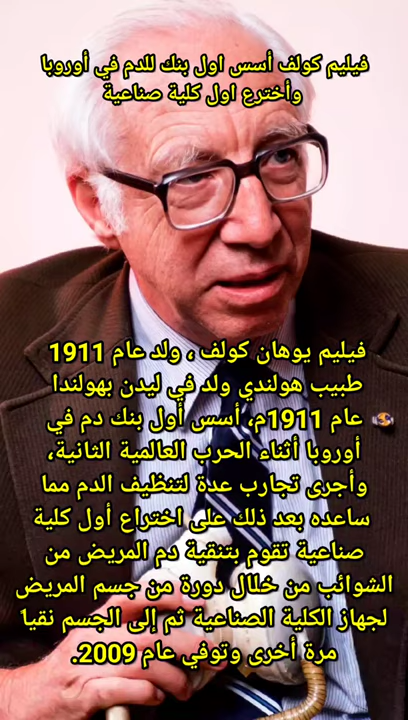 فيليم كولف أسس اول بنك للدم في أوروبا
وأخترع اول كلية صناعية
فيليم يوهان كولف ، ولد عام 1911
طبيب هولندي ولد في ليدن بهولندا
عام 1911م، أسس أول بنك دم في
أوروبا أثناء الحرب العالمية الثانية،
وأجرى تجارب عدة لتنظيف الدم مما
ساعده بعد ذلك على اختراع أول كلية
صناعية تقوم بتنقية دم المريض من
الشوائب من خلال دورة من جسم المريض
لجهاز الكلية الصناعية ثم إلى الجسم نقياً
مرة أخرى وتوفي عام 2009.